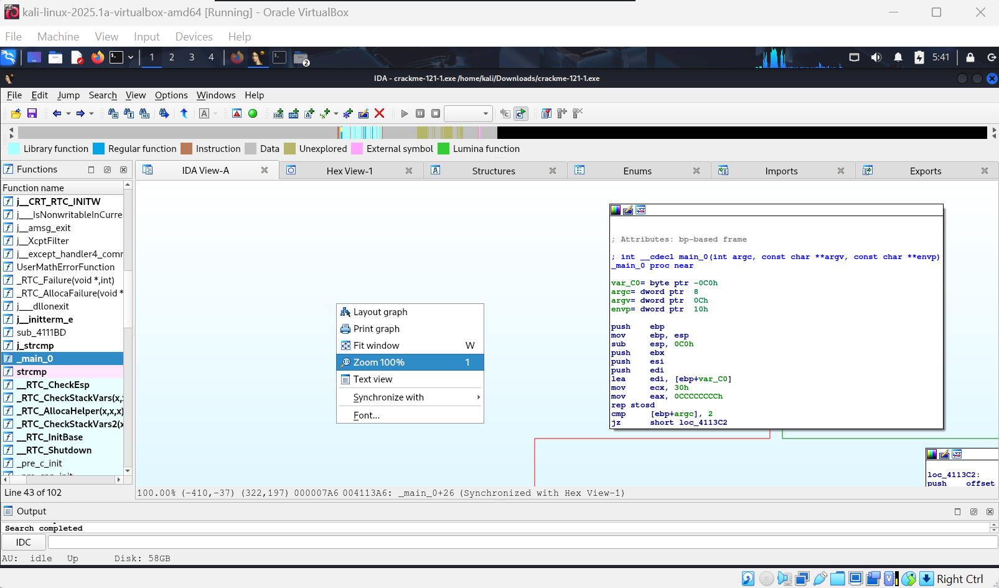 kali-linux-2025.1a-virtualbox-amd64 [Running] - Oracle VirtualBox
File Machine View Input Devices Help
1 2 3 4 2 5:41
IDA - crackme-121-1.exe /home/kali/Downloads/crackme-121-1.exe
File Edit Jump Search View Options Windows Help
Library function Regular function Instruction Data Unexplored External symbol Lumina function
Functions
IDA View-A Hex View-1 Structures Enums Imports Exports
Function name
j__CRT_RTC_INITW
j___IsNonwritableInCurre
j__amsg_exit
j__XcptFilter
j__except_handler4_comr
UserMathErrorFunction
_RTC_Failure(void *,int)
_RTC_AllocaFailure(void *
j___dllonexit
j__initterm_e
sub_4111BD
j_strcmp
_main_0
strcmp
__RTC_CheckEsp
_RTC_CheckStackVars(x,
_RTC_AllocaHelper(x,x,x)
_RTC_CheckStackVars2(x
__RTC_InitBase
__RTC_Shutdown
_pre_c_init
Line 43 of 102
Layout graph
Print graph
Fit window W
Zoom 100% 1
Text view
Synchronize with
Font...
; Attributes: bp-based frame
; int __cdecl main_0(int argc, const char **argv, const char **envp)
_main_0 proc near
var_C0= byte ptr -0C0h
argc= dword ptr 8
argv= dword ptr 0Ch
envp= dword ptr 10h
push ebp
mov ebp, esp
sub esp, 0C0h
push ebx
push esi
push edi
lea edi, [ebp+var_C0]
mov ecx, 30h
mov eax, 0CCCCCCCCh
rep stosd
cmp [ebp+argc], 2
jz short loc_4113C2
loc_4113C2:
push offset
100.00% (-410,-37) (322,197) 000007A6 004113A6: _main_0+26 (Synchronized with Hex View-1)
Output
Search completed
IDC
AU: idle Up Disk: 58GB
Right Ctrl